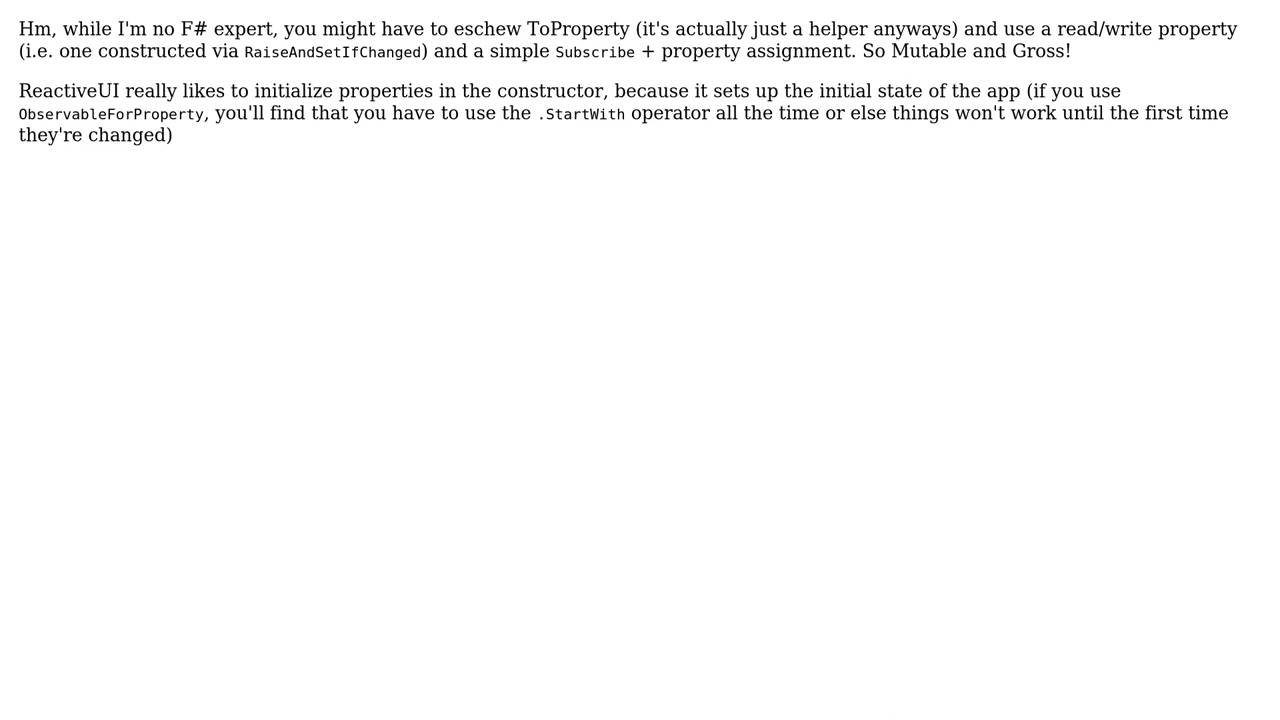 Hm, while I'm no F# expert, you might have to eschew ToProperty (it's actually just a helper anyways) and use a read/write property
(i.e. one constructed via RaiseAndSetIfChanged) and a simple Subscribe + property assignment. So Mutable and Gross!
ReactiveUI really likes to initialize properties in the constructor, because it sets up the initial state of the app (if you use
ObservableForProperty, you'll find that you have to use the .StartWith operator all the time or else things won't work until the first time
they're changed)